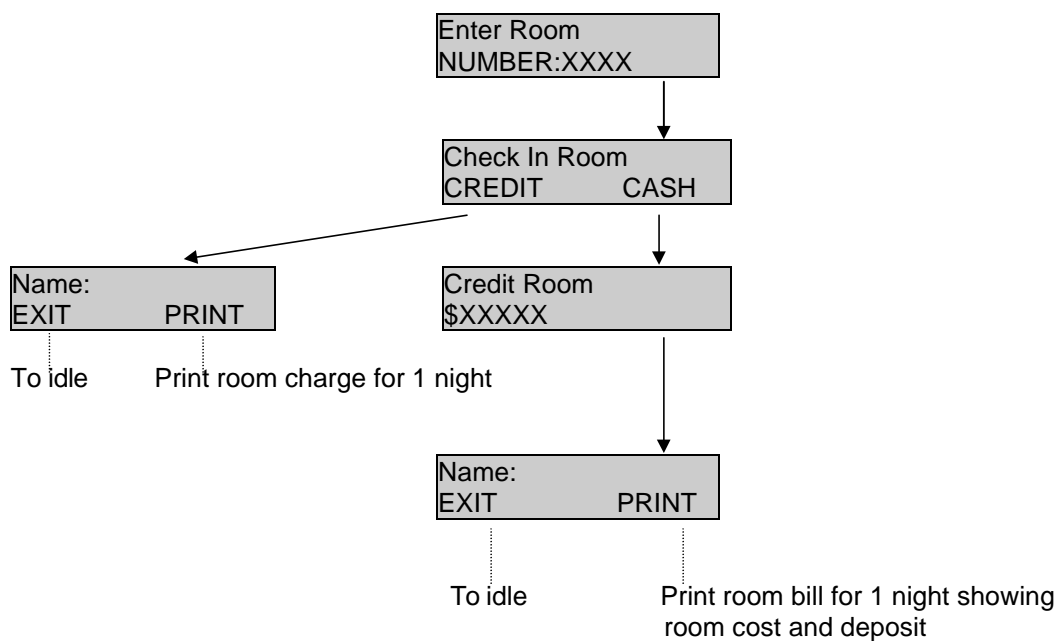 Enter Room
NUMBER:XXXX
Check In Room
CREDIT CASH
Name:
EXIT PRINT
To idle Print room charge for 1 night
Credit Room
$XXXXX
Name:
EXIT PRINT
To idle Print room bill for 1 night showing
room cost and deposit